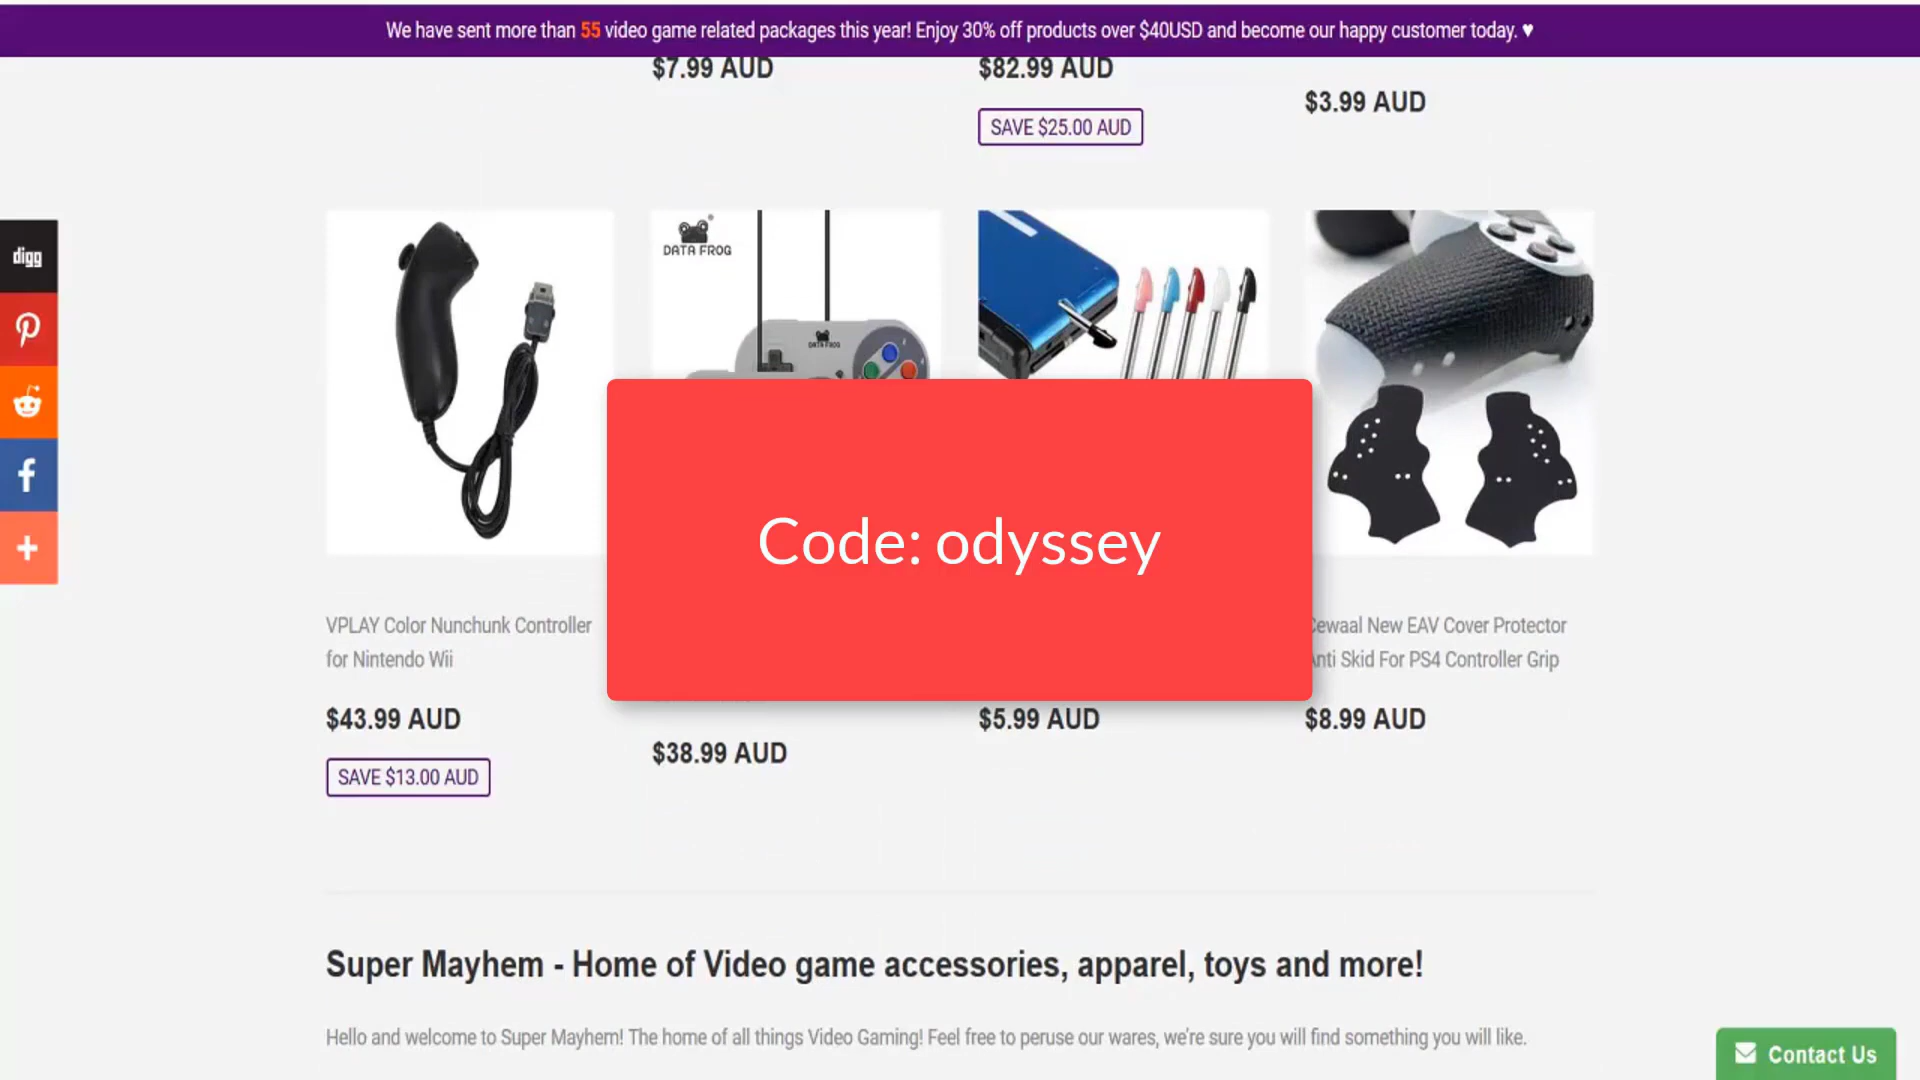 We have sent more than 55 video game related packages this year! Enjoy 30% off products over $40USD and become our happy customer today. ♥
$7.99 AUD
$82.99 AUD
$3.99 AUD
SAVE $25.00 AUD
digg
DATA FROG
DATA FROG
Code: odyssey
VPLAY Color Nunchunk Controller
for Nintendo Wii
ewaal New EAV Cover Protector
nti Skid For PS4 Controller Grip
$43.99 AUD
$5.99 AUD
$8.99 AUD
$38.99 AUD
SAVE $13.00 AUD
Super Mayhem - Home of Video game accessories, apparel, toys and more!
Hello and welcome to Super Mayhem! The home of all things Video Gaming! Feel free to peruse our wares, we're sure you will find something you will like.
Contact Us